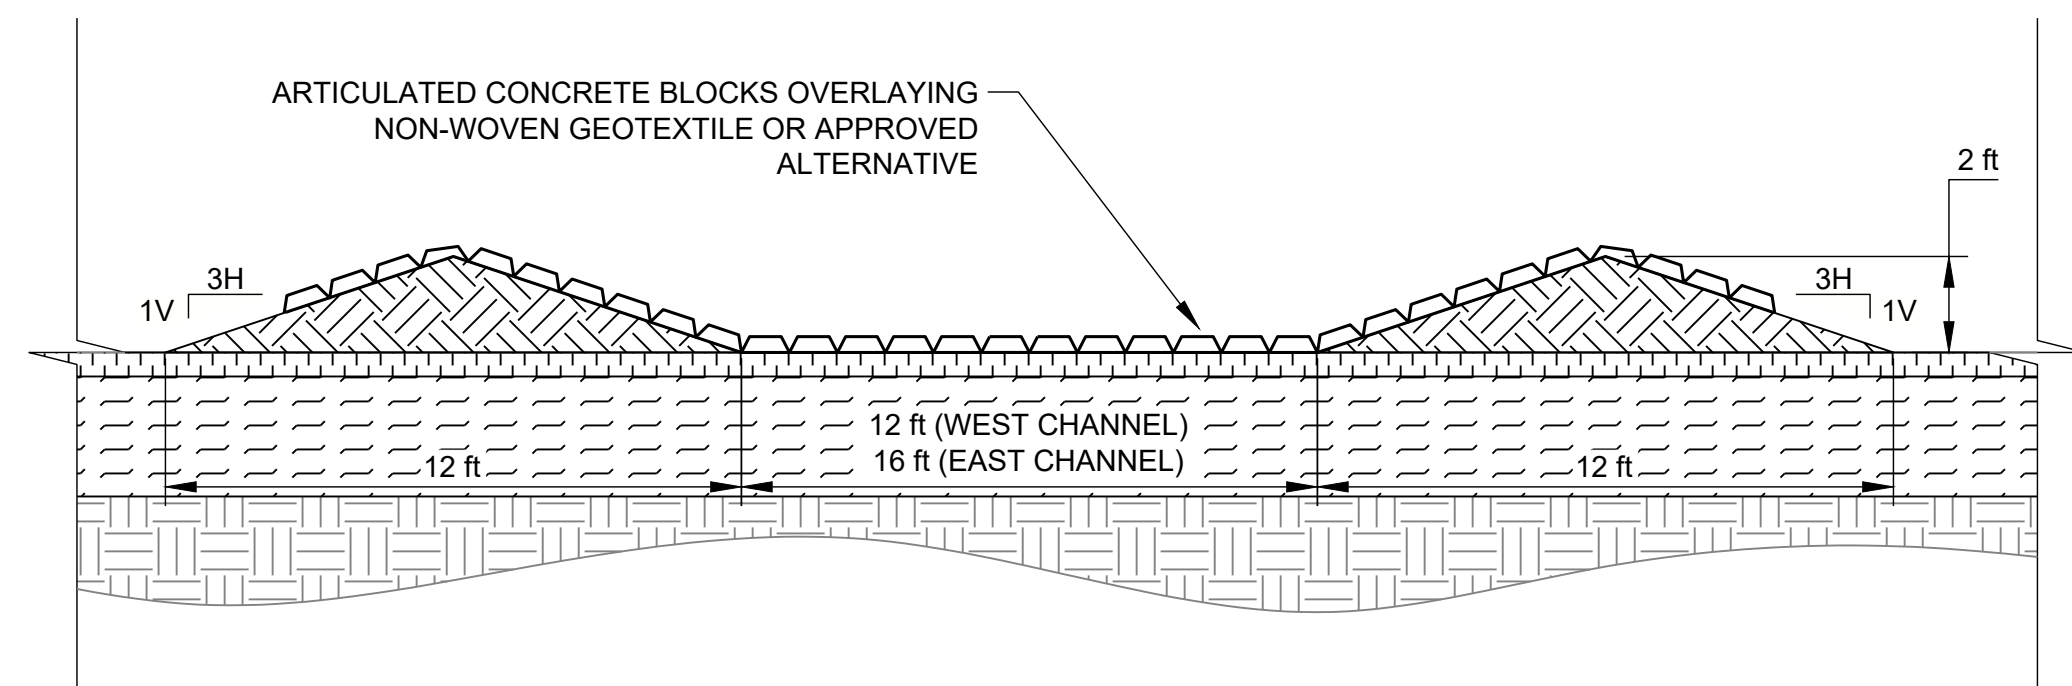 ARTICULATED CONCRETE BLOCKS OVERLAYING
NON-WOVEN GEOTEXTILE OR APPROVED
ALTERNATIVE
2 ft
3H
1V
3H
1V
12 ft (WEST CHANNEL)
16 ft (EAST CHANNEL)
12 ft
12 ft